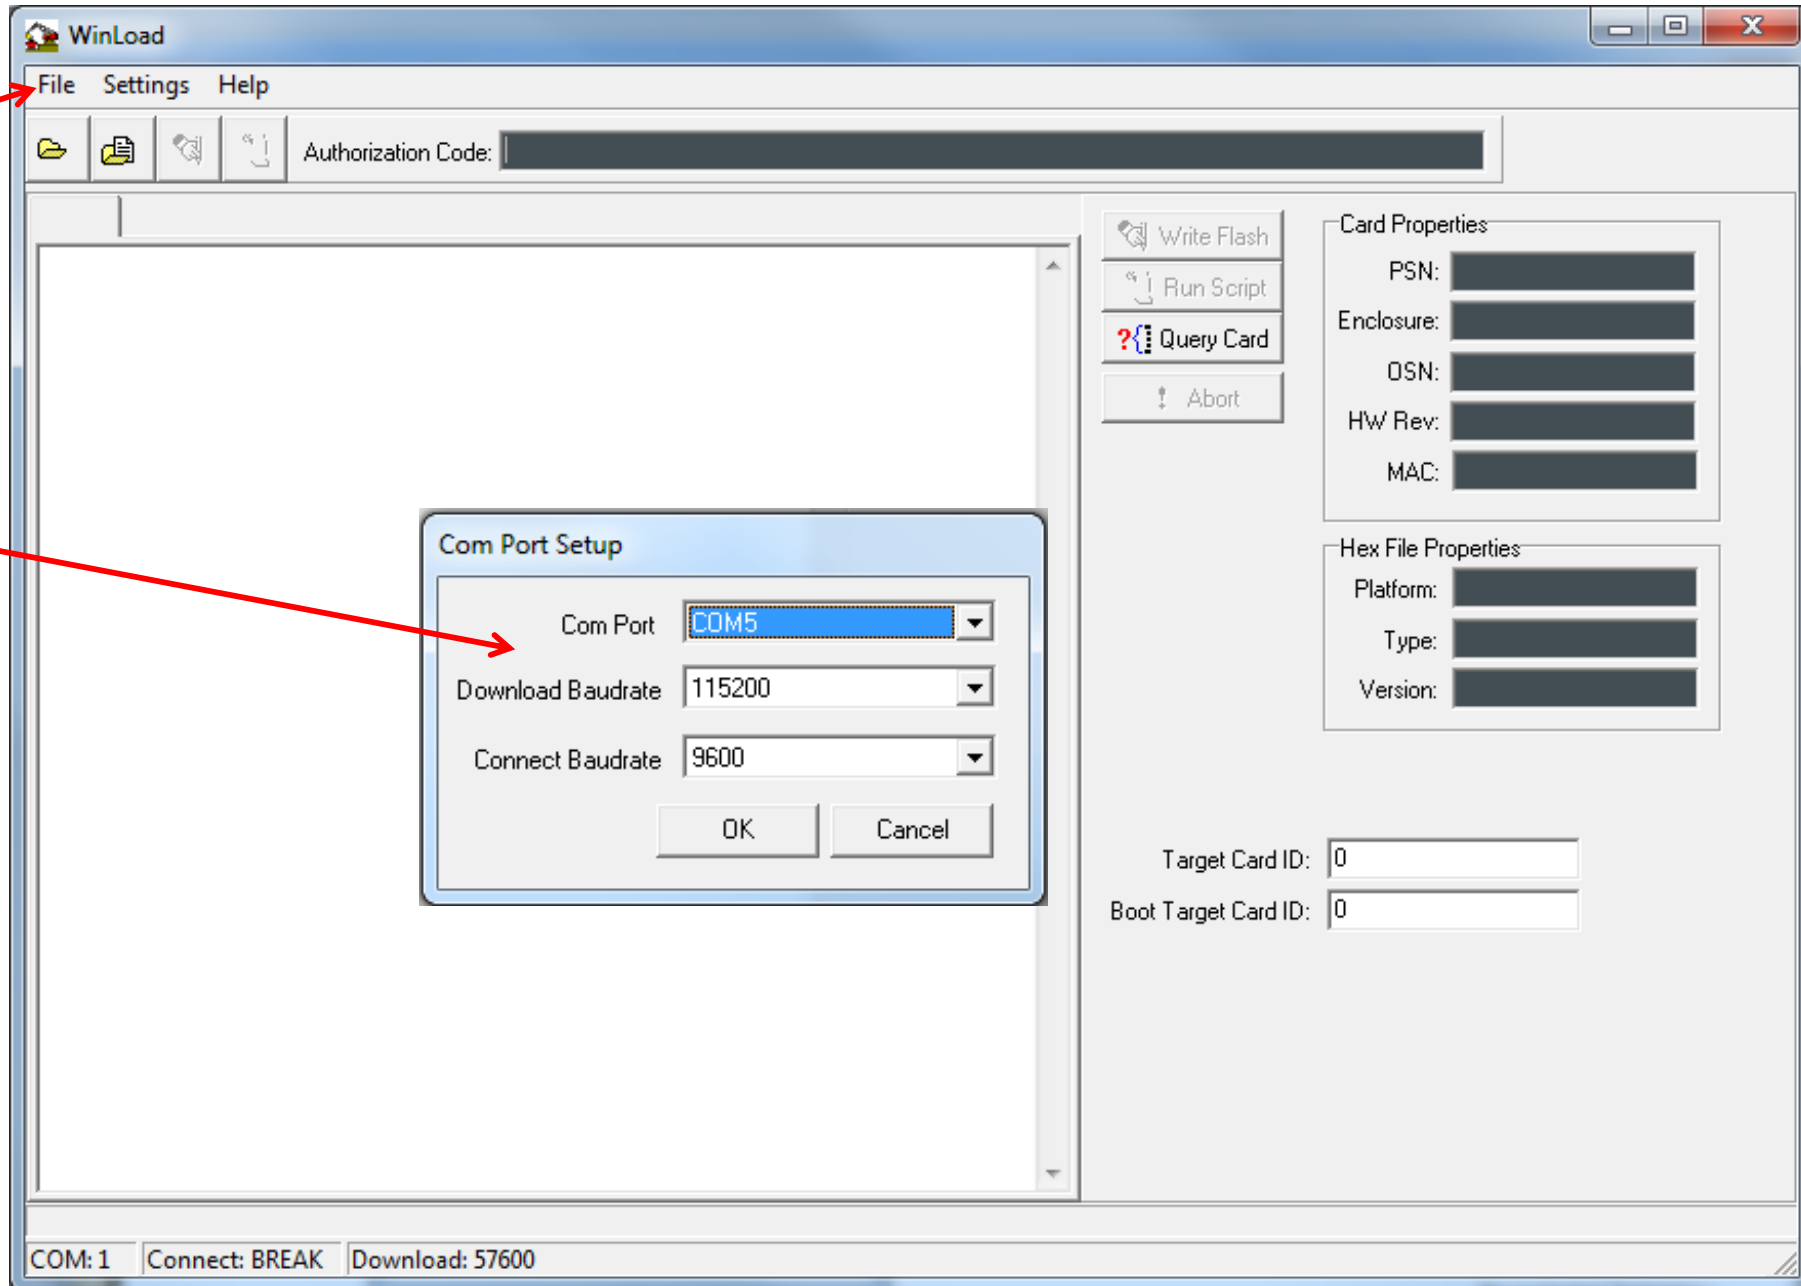 WinLoad
File Settings Help
Authorization Code:
Write Flash
Run Script
?{ Query Card
! Abort
Card Properties
PSN:
Enclosure:
OSN:
HW Rev:
MAC:
Com Port Setup
Com Port COM5
Download Baudrate 115200
Connect Baudrate 9600
OK Cancel
Hex File Properties
Platform:
Type:
Version:
Target Card ID: 0
Boot Target Card ID: 0
COM: 1 Connect: BREAK Download: 57600